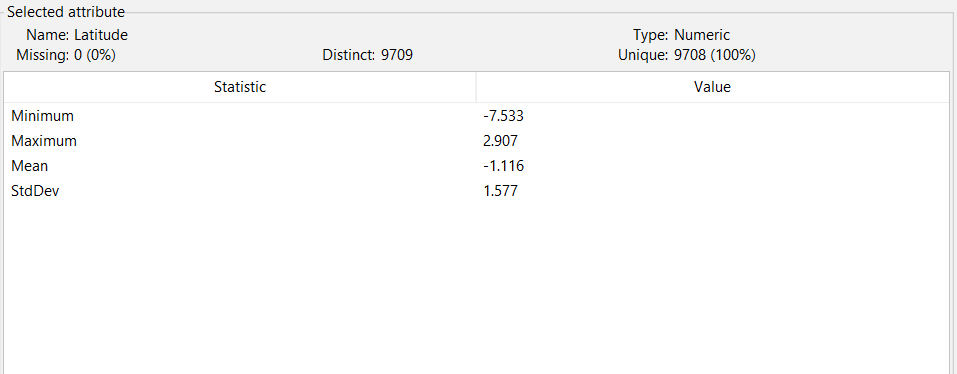 Selected attribute
Name: Latitude Type: Numeric
Missing: 0 (0%) Distinct: 9709 Unique: 9708 (100%)
Statistic Value
Minimum -7.533
Maximum 2.907
Mean -1.116
StdDev 1.577